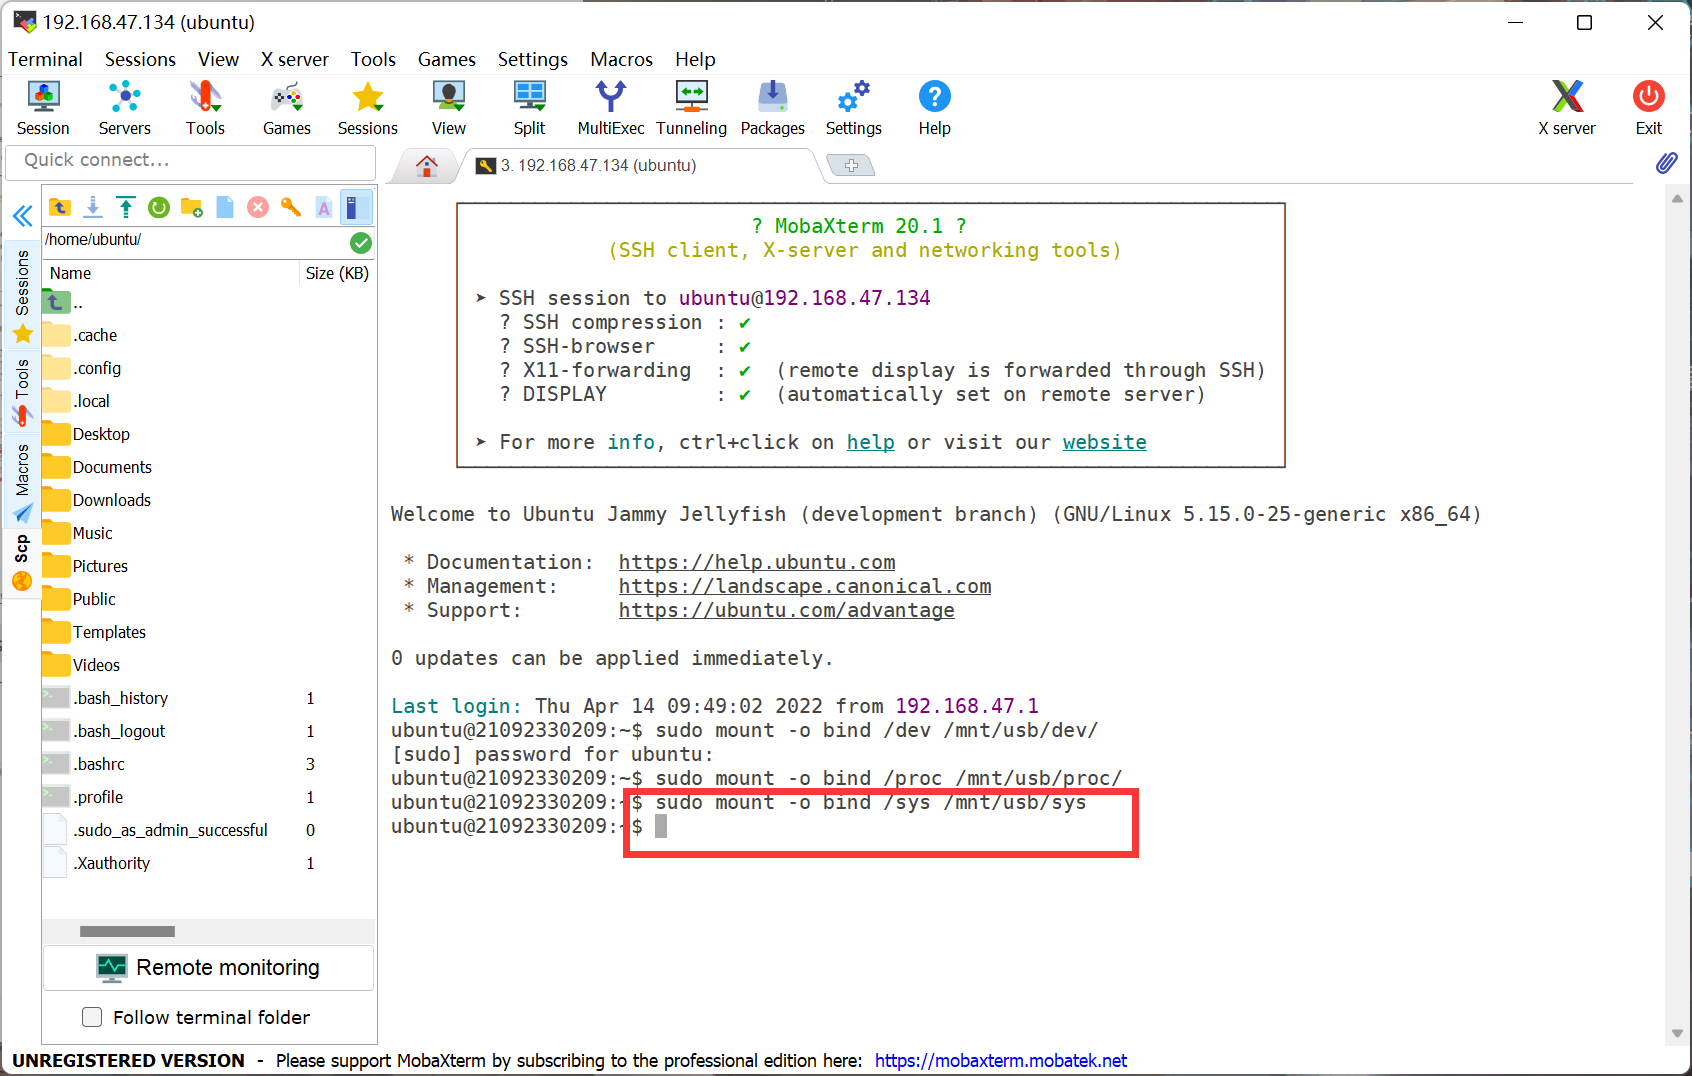 192.168.47.134 (ubuntu)
Terminal Sessions View X server Tools Games Settings Macros Help
Session Servers Tools Games Sessions View Split MultiExec Tunneling Packages Settings Help X server Exit
Quick connect...
3. 192.168.47.134 (ubuntu)
/home/ubuntu/
Name Size (KB)
..
.cache
.config
.local
Desktop
Documents
Downloads
Music
Pictures
Public
Templates
Videos
.bash_history 1
.bash_logout 1
.bashrc 3
.profile 1
.sudo_as_admin_successful 0
.Xauthority 1
Sessions
Tools
Macros
Scp
Remote monitoring
Follow terminal folder
? MobaXterm 20.1 ?
(SSH client, X-server and networking tools)
➤ SSH session to ubuntu@192.168.47.134
? SSH compression : ✔
? SSH-browser : ✔
? X11-forwarding : ✔ (remote display is forwarded through SSH)
? DISPLAY : ✔ (automatically set on remote server)
➤ For more info, ctrl+click on help or visit our website
Welcome to Ubuntu Jammy Jellyfish (development branch) (GNU/Linux 5.15.0-25-generic x86_64)
* Documentation: https://help.ubuntu.com
* Management: https://landscape.canonical.com
* Support: https://ubuntu.com/advantage
0 updates can be applied immediately.
Last login: Thu Apr 14 09:49:02 2022 from 192.168.47.1
ubuntu@21092330209:~$ sudo mount -o bind /dev /mnt/usb/dev/
[sudo] password for ubuntu:
ubuntu@21092330209:~$ sudo mount -o bind /proc /mnt/usb/proc/
ubuntu@21092330209:~$ sudo mount -o bind /sys /mnt/usb/sys
ubuntu@21092330209:~$
UNREGISTERED VERSION - Please support MobaXterm by subscribing to the professional edition here: https://mobaxterm.mobatek.net